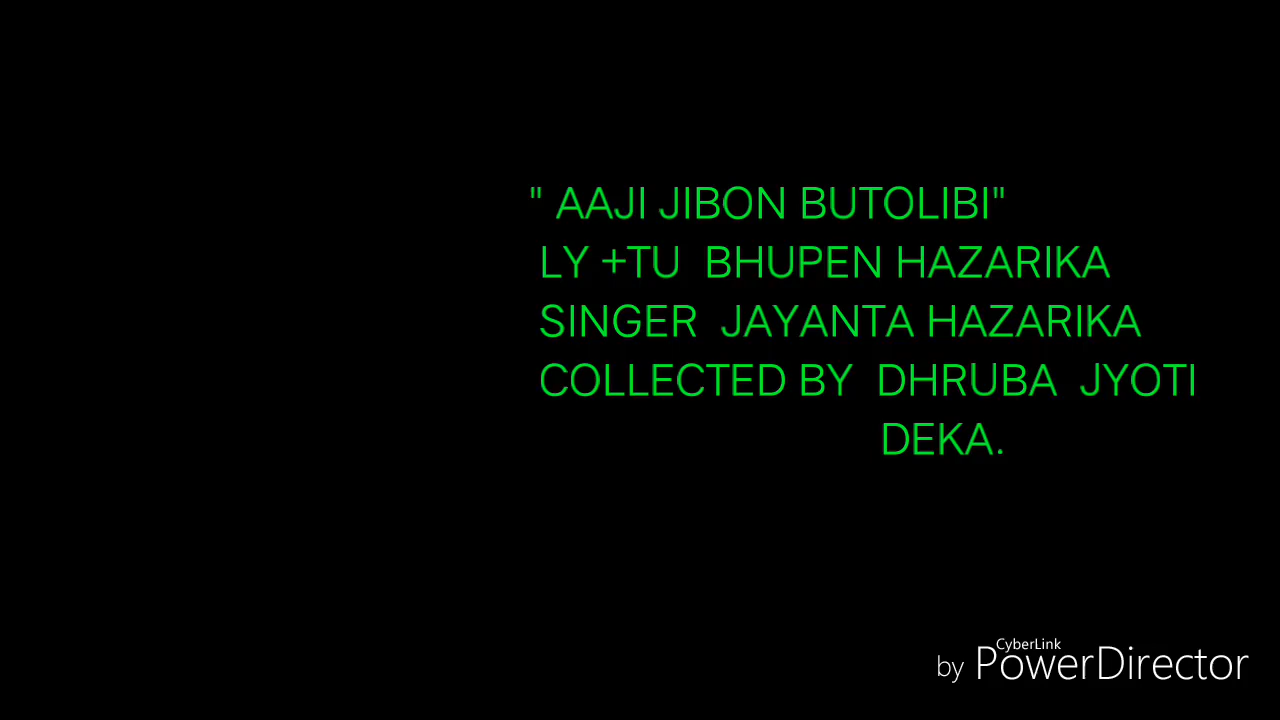 " AAJI JIBON BUTOLIBI"
LY +TU BHUPEN HAZARIKA
SINGER JAYANTA HAZARIKA
COLLECTED BY DHRUBA JYOTI
DEKA.
CyberLink
by PowerDirector